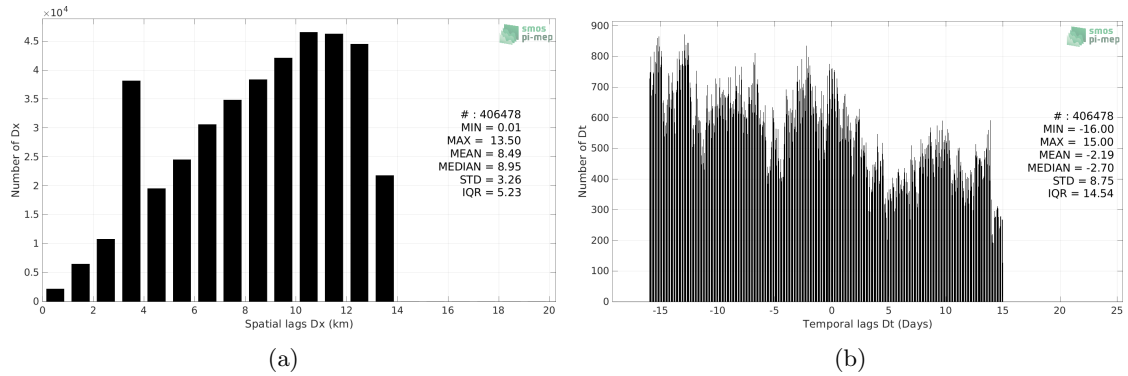 ×10⁴
4.5
4
3.5
3
2.5
2
1.5
1
0.5
0
Number of Dx
0 2 4 6 8 10 12 14 16 18 20
Spatial lags Dx (km)
smos
pi-mep
# : 406478
MIN = 0.01
MAX = 13.50
MEAN = 8.49
MEDIAN = 8.95
STD = 3.26
IQR = 5.23
(a)
900
800
700
600
500
400
300
200
100
0
Number of Dt
-15 -10 -5 0 5 10 15 20 25
Temporal lags Dt (Days)
smos
pi-mep
# : 406478
MIN = -16.00
MAX = 15.00
MEAN = -2.19
MEDIAN = -2.70
STD = 8.75
IQR = 14.54
(b)